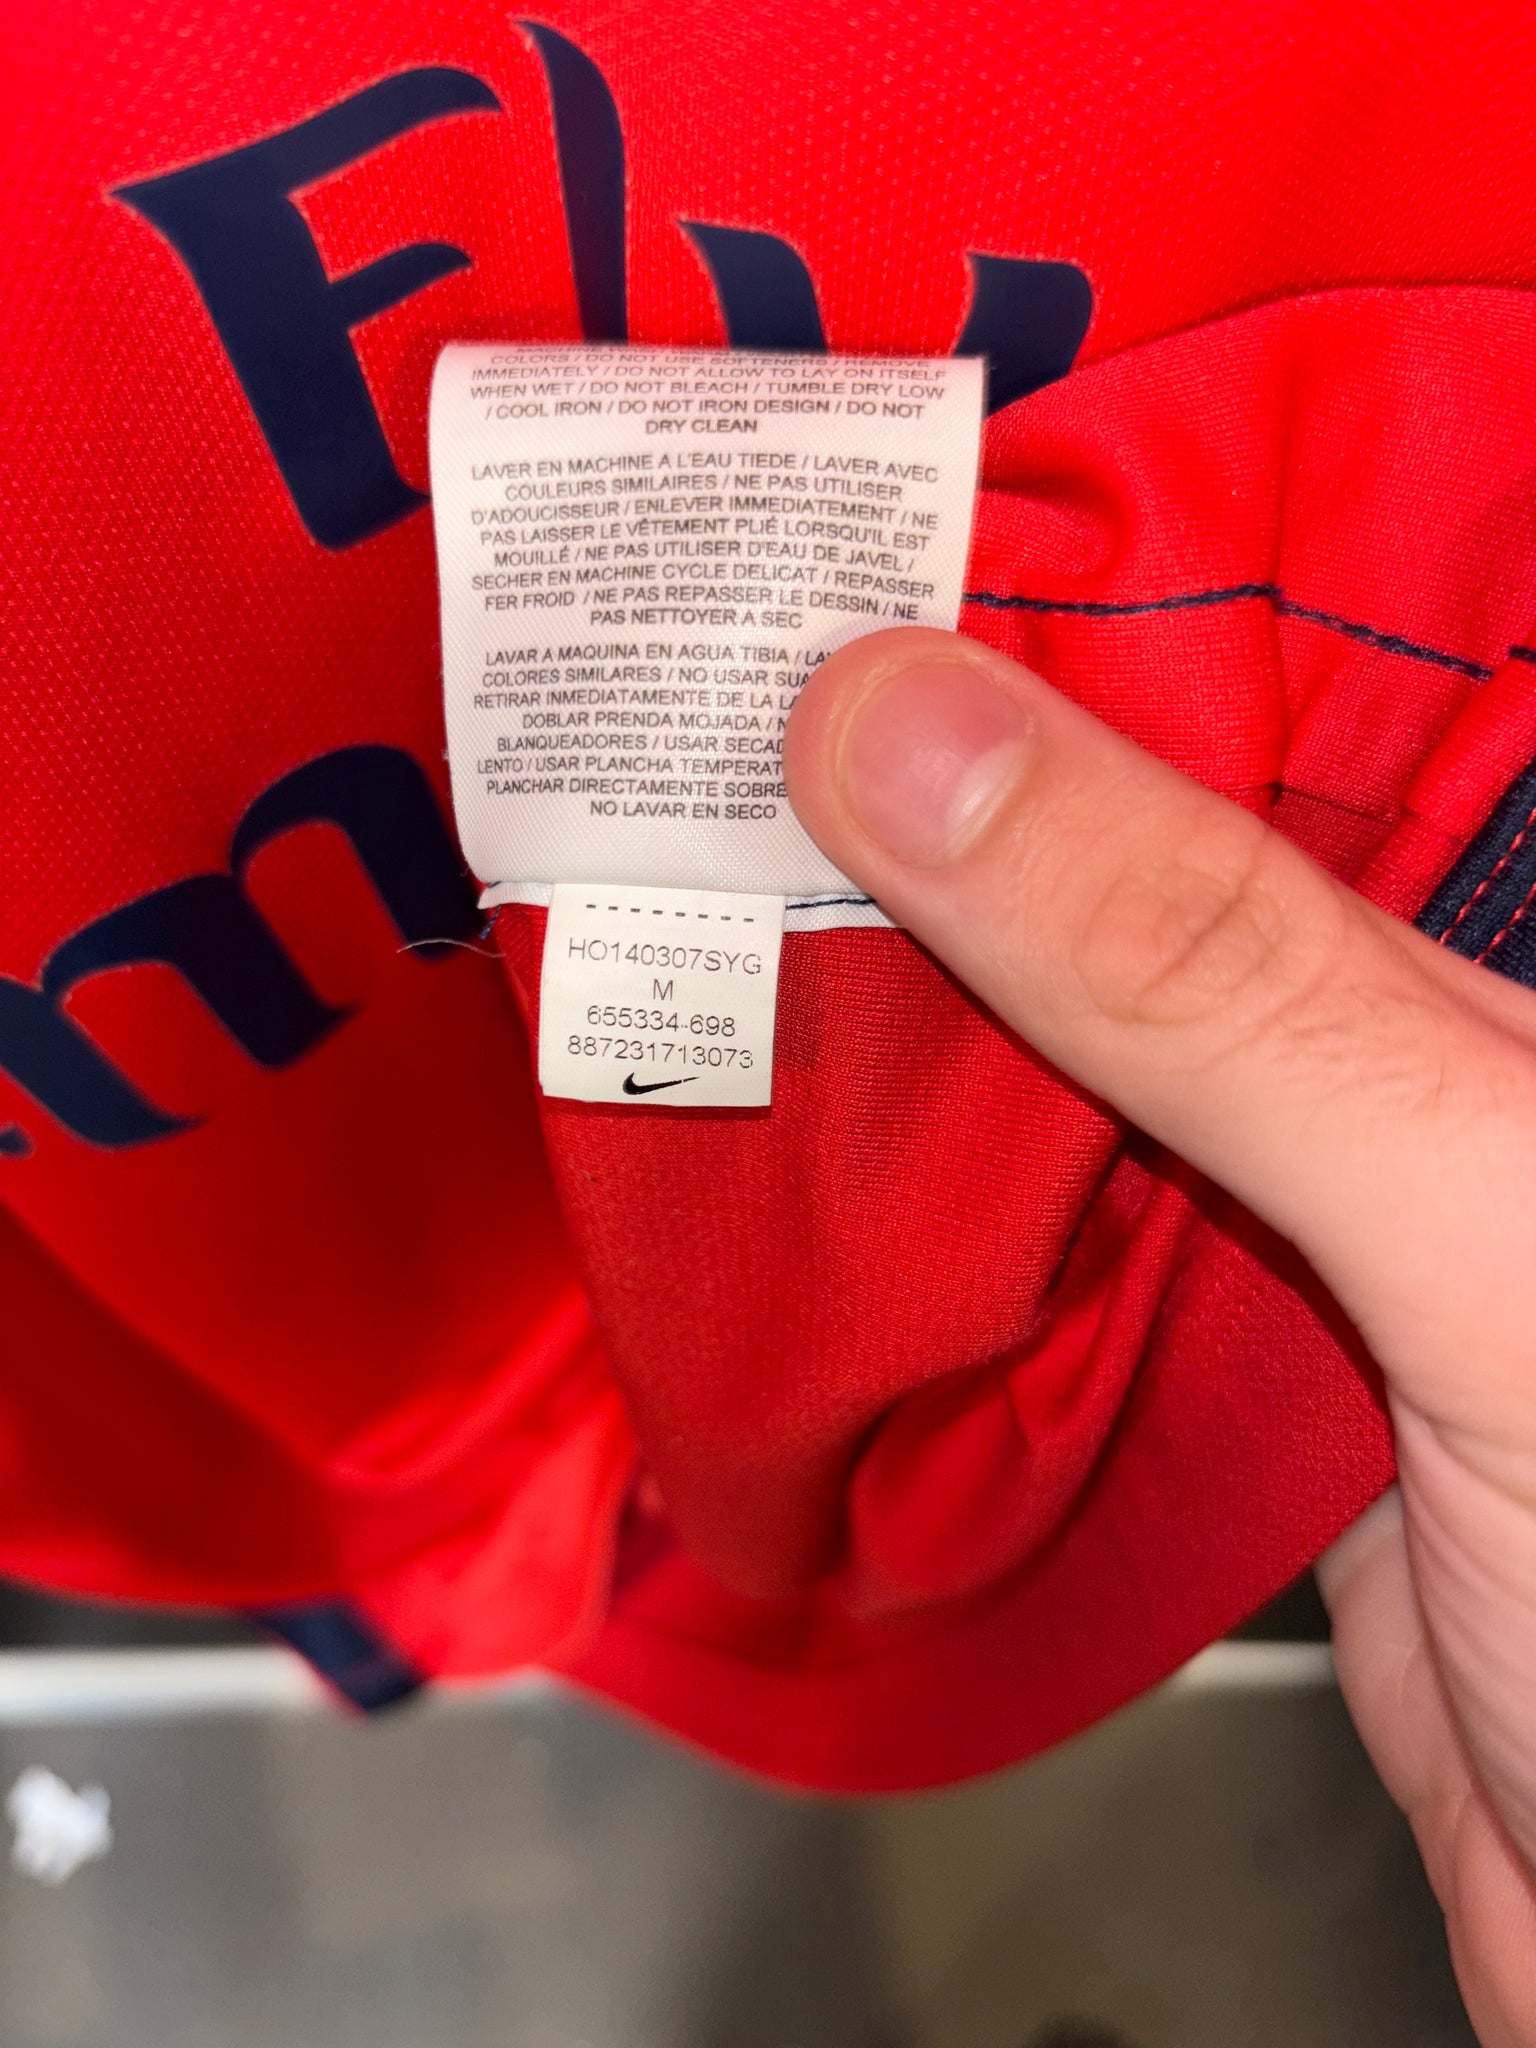 Fly
COLORS / DO NOT USE SOFTENERS / REMOVE
IMMEDIATELY / DO NOT ALLOW TO LAY ON ITSELF
WHEN WET / DO NOT BLEACH / TUMBLE DRY LOW
/ COOL IRON / DO NOT IRON DESIGN / DO NOT
DRY CLEAN
LAVER EN MACHINE A L'EAU TIEDE / LAVER AVEC
COULEURS SIMILAIRES / NE PAS UTILISER
D'ADOUCISSEUR / ENLEVER IMMEDIATEMENT / NE
PAS LAISSER LE VÊTEMENT PLIÉ LORSQU'IL EST
MOUILLÉ / NE PAS UTILISER D'EAU DE JAVEL /
SECHER EN MACHINE CYCLE DELICAT / REPASSER
FER FROID / NE PAS REPASSER LE DESSIN / NE
PAS NETTOYER A SEC
LAVAR A MAQUINA EN AGUA TIBIA /
COLORES SIMILARES / NO USAR
RETIRAR INMEDIATAMENTE DE LA
DOBLAR PRENDA MOJADA /
BLANQUEADORES / USAR
LENTO / USAR PLANCHA
PLANCHAR DIRECTAMENTE SOBRE
NO LAVAR EN SECO
--------
HO140307SYG
M
655334-698
887231713073